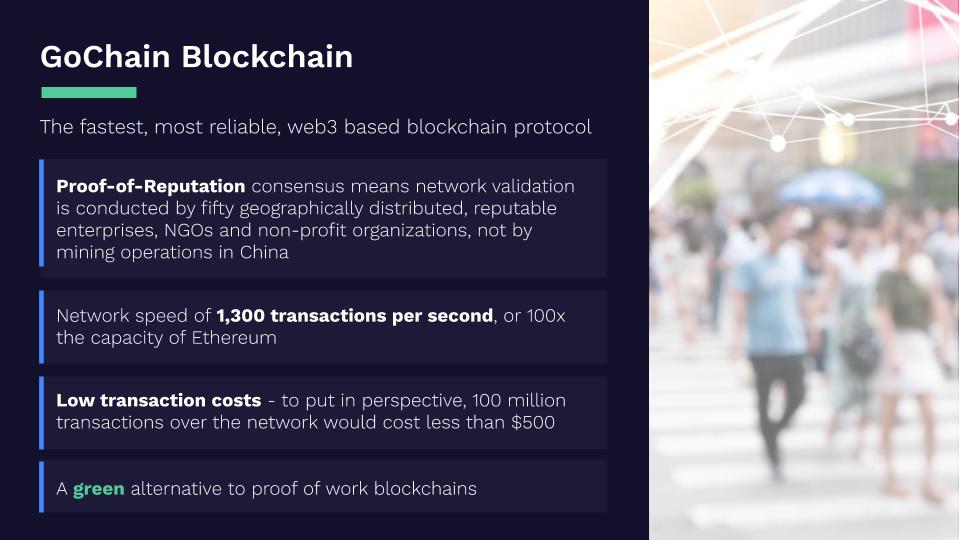 GoChain Blockchain
The fastest, most reliable, web3 based blockchain protocol
Proof-of-Reputation consensus means network validation
is conducted by fifty geographically distributed, reputable
enterprises, NGOs and non-profit organizations, not by
mining operations in China
Network speed of 1,300 transactions per second, or 100x
the capacity of Ethereum
Low transaction costs - to put in perspective, 100 million
transactions over the network would cost less than $500
A green alternative to proof of work blockchains